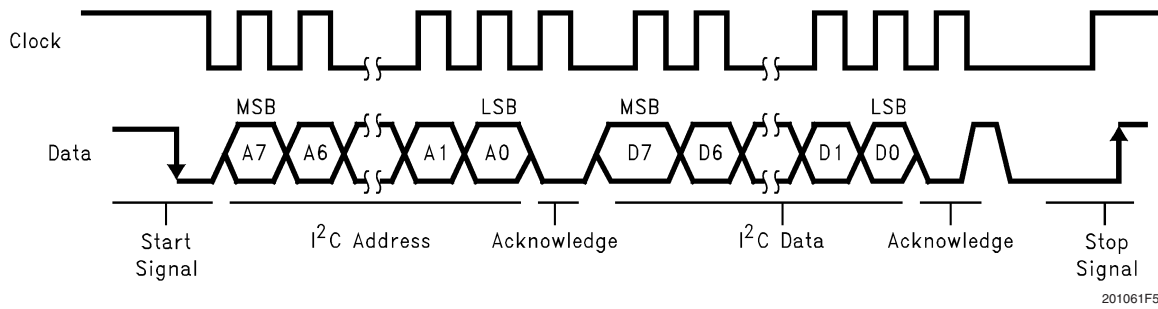 Clock
MSB LSB MSB LSB
Data A7 A6 A1 A0 D7 D6 D1 D0
Start Signal
I²C Address
Acknowledge
I²C Data
Acknowledge
Stop Signal
201061F5